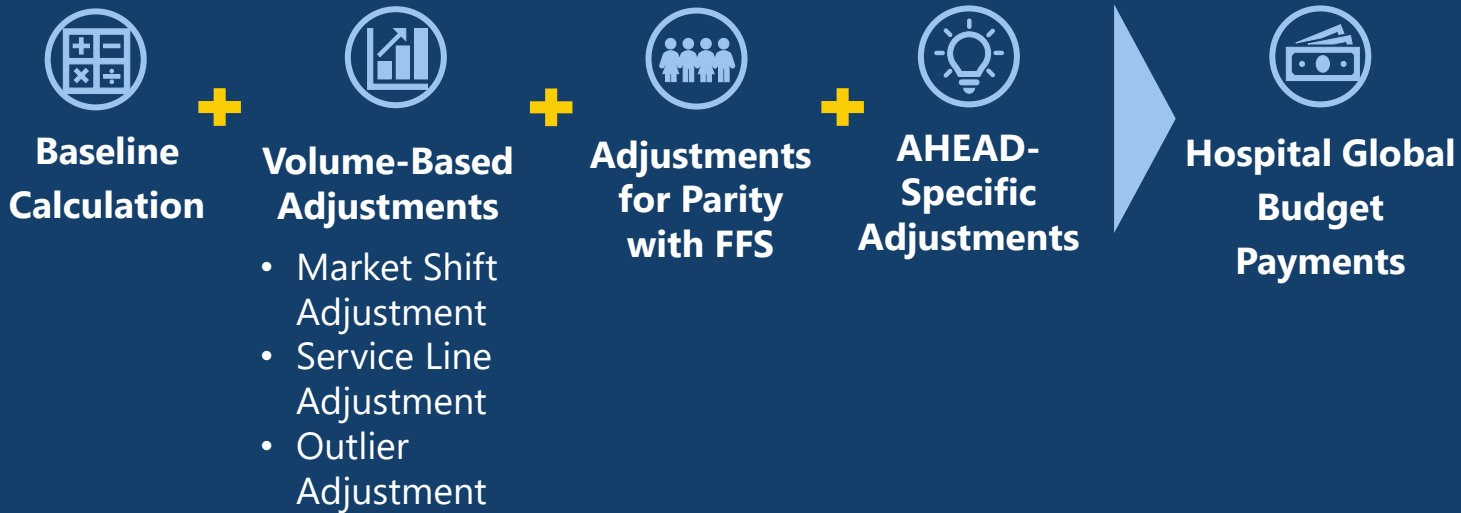 Baseline
Calculation
Volume-Based
Adjustments
• Market Shift
Adjustment
• Service Line
Adjustment
• Outlier
Adjustment
Adjustments
for Parity
with FFS
AHEAD-
Specific
Adjustments
Hospital Global
Budget
Payments